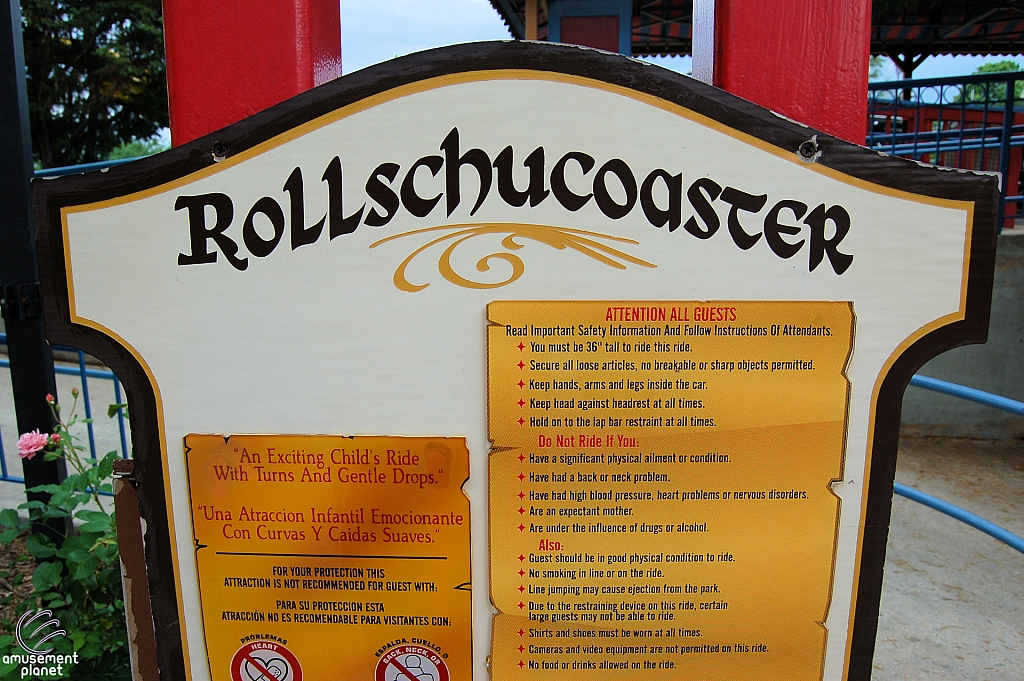 Rollschucoaster
ATTENTION ALL GUESTS
Read Important Safety Information And Follow Instructions Of Attendants.
You must be 36" tall to ride this ride.
Secure all loose articles, no breakable or sharp objects permitted.
Keep hands, arms and legs inside the car.
Keep head against headrest at all times.
Hold on to the lap bar restraint at all times.
Do Not Ride If You:
Have a significant physical ailment or condition.
Have had a back or neck problem.
Have had high blood pressure, heart problems or nervous disorders.
Are an expectant mother.
Are under the influence of drugs or alcohol.
Also:
Guest should be in good physical condition to ride.
No smoking in line or on the ride.
Line jumping may cause ejection from the park.
Due to the restraining device on this ride, certain
large guests may not be able to ride.
Shirts and shoes must be worn at all times.
Cameras and video equipment are not permitted on this ride.
No food or drinks allowed on the ride.
"An Exciting Child's Ride
With Turns And Gentle Drops."
"Una Atraccion Infantil Emocionante
Con Curvas Y Caidas Suaves."
FOR YOUR PROTECTION THIS
ATTRACTION IS NOT RECOMMENDED FOR GUEST WITH:
PARA SU PROTECCION ESTA
ATRACCIÓN NO ES RECOMENDABLE PARA VISITANTES CON:
PROBLEMAS
HEART
ESPALDA, CUELLO, O
BACK, NECK, OR
amusement
planet